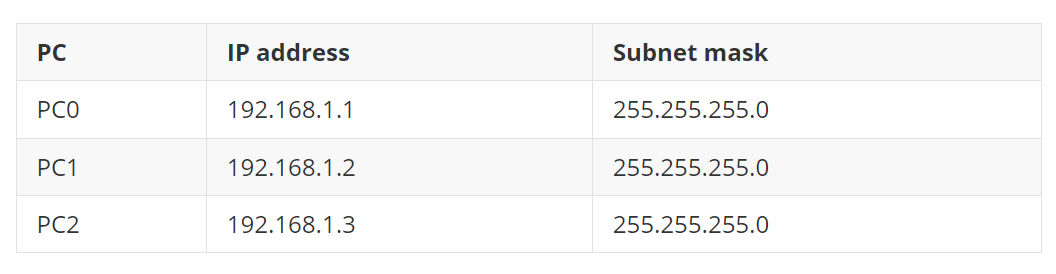 PC IP address Subnet mask
PC0 192.168.1.1 255.255.255.0
PC1 192.168.1.2 255.255.255.0
PC2 192.168.1.3 255.255.255.0